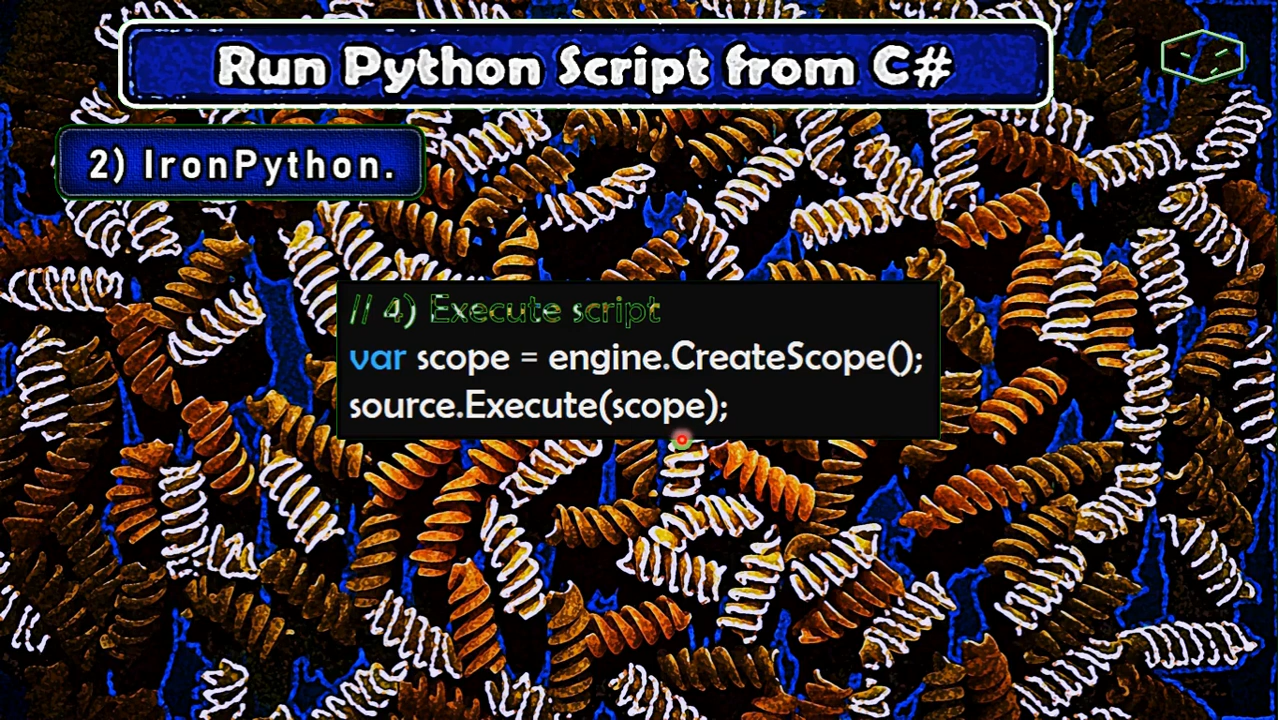 Run Python Script from C#
2) IronPython.
// 4) Execute script
var scope = engine.CreateScope();
source.Execute(scope);